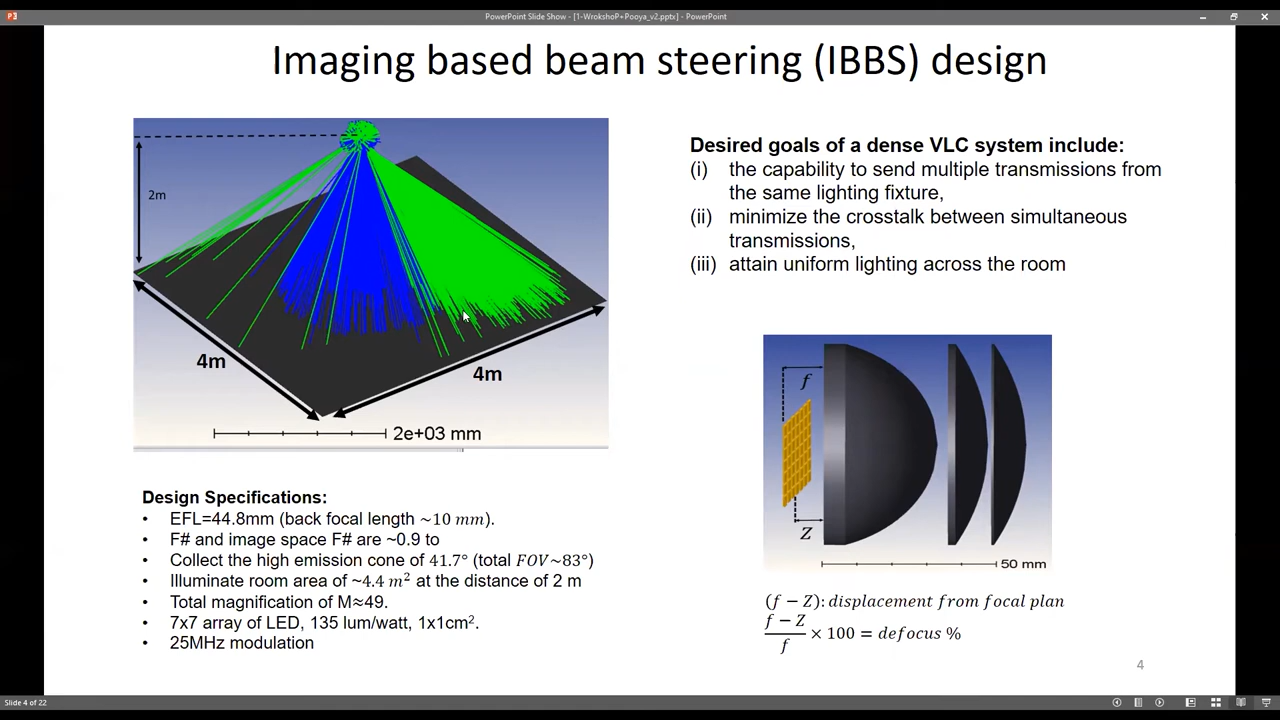 PowerPoint Slide Show - [1-WrokshoP+Pooya_v2.pptx] - PowerPoint
Imaging based beam steering (IBBS) design
2m
4m
4m
2e+03 mm
Desired goals of a dense VLC system include:
(i) the capability to send multiple transmissions from
the same lighting fixture,
(ii) minimize the crosstalk between simultaneous
transmissions,
(iii) attain uniform lighting across the room
f
Z
50 mm
Design Specifications:
• EFL=44.8mm (back focal length ~10 mm).
• F# and image space F# are ~0.9 to
• Collect the high emission cone of 41.7° (total FOV~83°)
• Illuminate room area of ~4.4 m² at the distance of 2 m
• Total magnification of M≈49.
• 7x7 array of LED, 135 lum/watt, 1x1cm².
• 25MHz modulation
(f − Z): displacement from focal plan
f − Z
/ f × 100 = defocus %
4
Slide 4 of 22